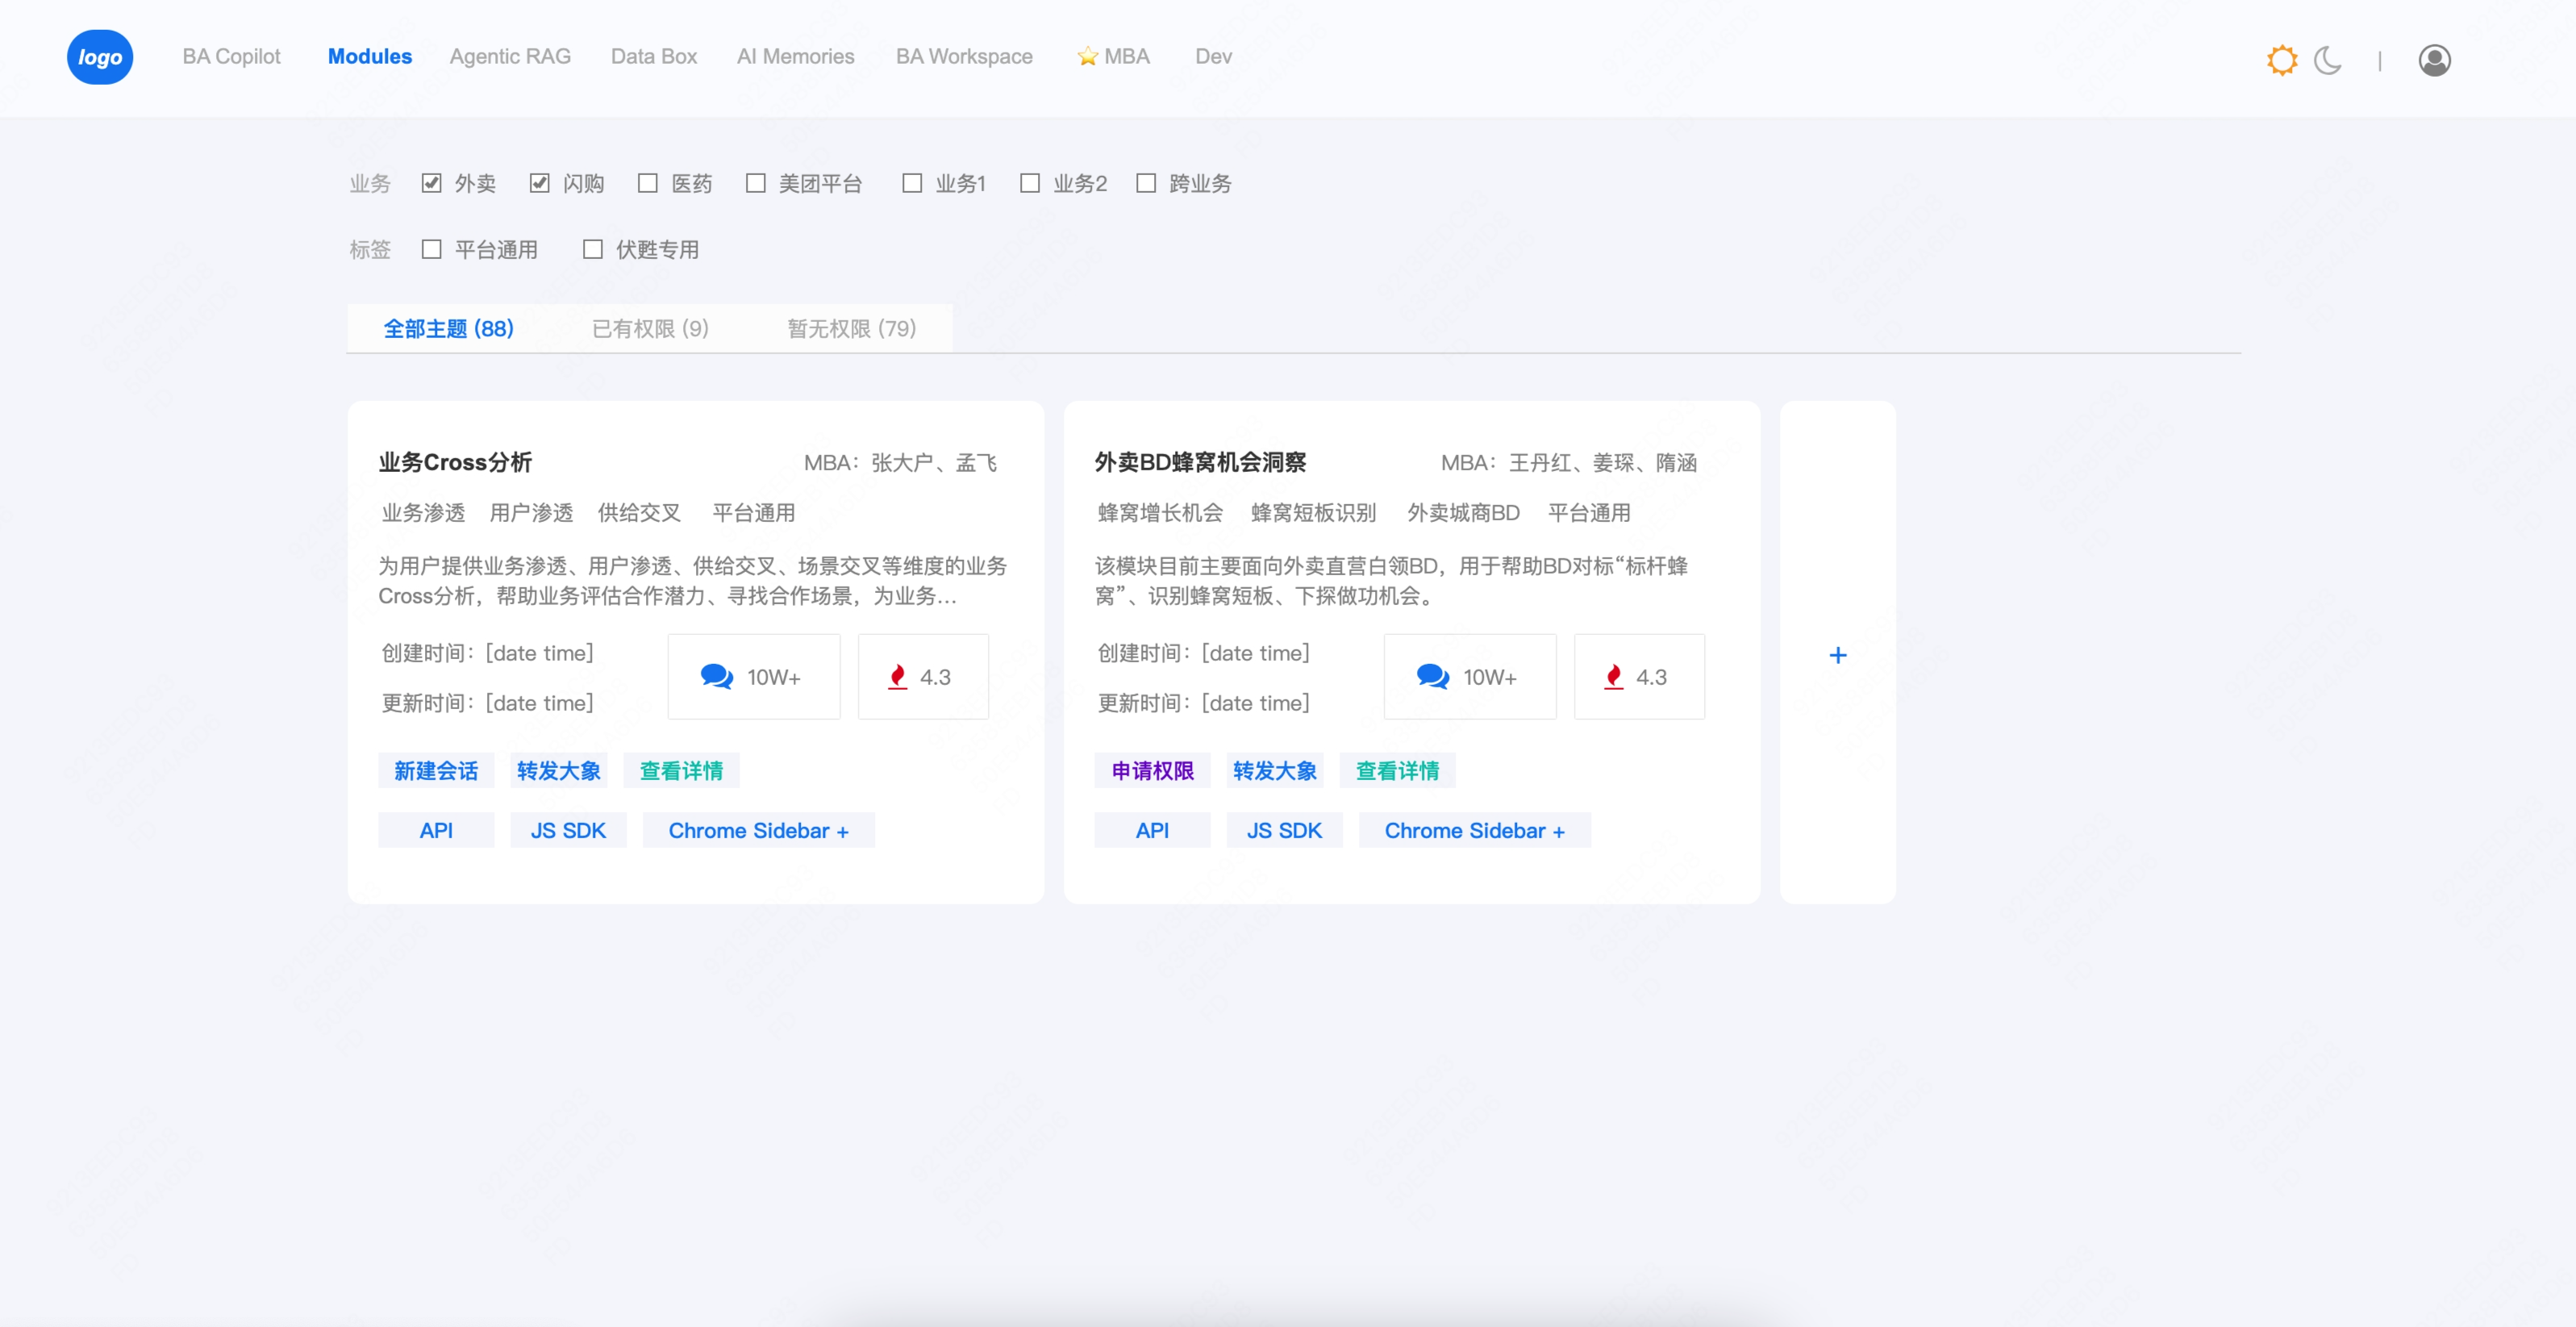 logo BA Copilot Modules Agentic RAG Data Box AI Memories BA Workspace MBA Dev
业务 外卖 闪购 医药 美团平台 业务1 业务2 跨业务
标签 平台通用 伏甦专用
全部主题 (88) 已有权限 (9) 暂无权限 (79)
业务Cross分析 MBA：张大户、孟飞
业务渗透 用户渗透 供给交叉 平台通用
为用户提供业务渗透、用户渗透、供给交叉、场景交叉等维度的业务
Cross分析，帮助业务评估合作潜力、寻找合作场景，为业务...
创建时间：[date time]
更新时间：[date time]
10W+ 4.3
新建会话 转发大象 查看详情
API JS SDK Chrome Sidebar +
外卖BD蜂窝机会洞察 MBA：王丹红、姜琛、隋涵
蜂窝增长机会 蜂窝短板识别 外卖城商BD 平台通用
该模块目前主要面向外卖直营白领BD，用于帮助BD对标“标杆蜂
窝”、识别蜂窝短板、下探做功机会。
创建时间：[date time]
更新时间：[date time]
10W+ 4.3
申请权限 转发大象 查看详情
API JS SDK Chrome Sidebar +
+